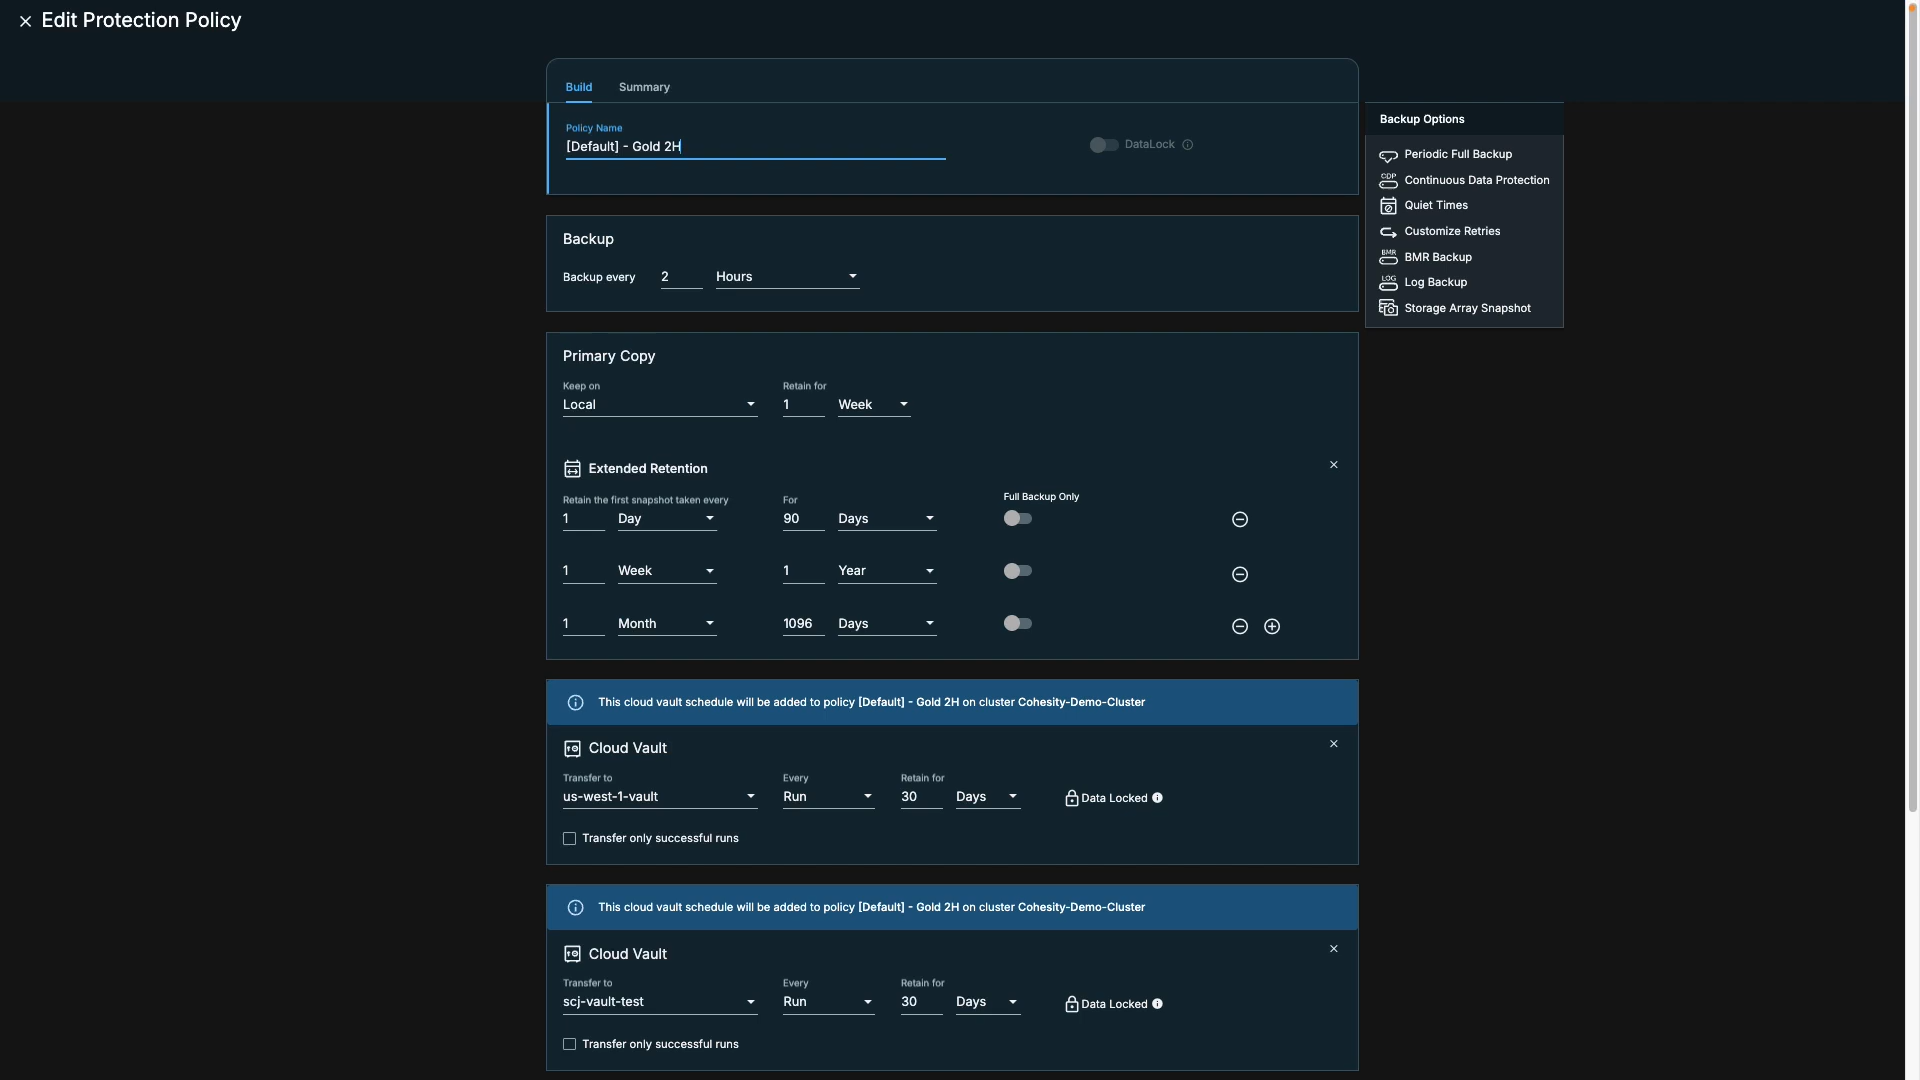 Edit Protection Policy
Build Summary
Policy Name
[Default] - Gold 2H
DataLock
Backup Options
Periodic Full Backup
CDP
Continuous Data Protection
Quiet Times
Customize Retries
BMR
BMR Backup
LOG
Log Backup
Storage Array Snapshot
Backup
Backup every 2 Hours
Primary Copy
Keep on Retain for
Local 1 Week
Extended Retention
Retain the first snapshot taken every For Full Backup Only
1 Day 90 Days
1 Week 1 Year
1 Month 1096 Days
This cloud vault schedule will be added to policy [Default] - Gold 2H on cluster Cohesity-Demo-Cluster
Cloud Vault
Transfer to Every Retain for
us-west-1-vault Run 30 Days Data Locked
Transfer only successful runs
This cloud vault schedule will be added to policy [Default] - Gold 2H on cluster Cohesity-Demo-Cluster
Cloud Vault
Transfer to Every Retain for
scj-vault-test Run 30 Days Data Locked
Transfer only successful runs